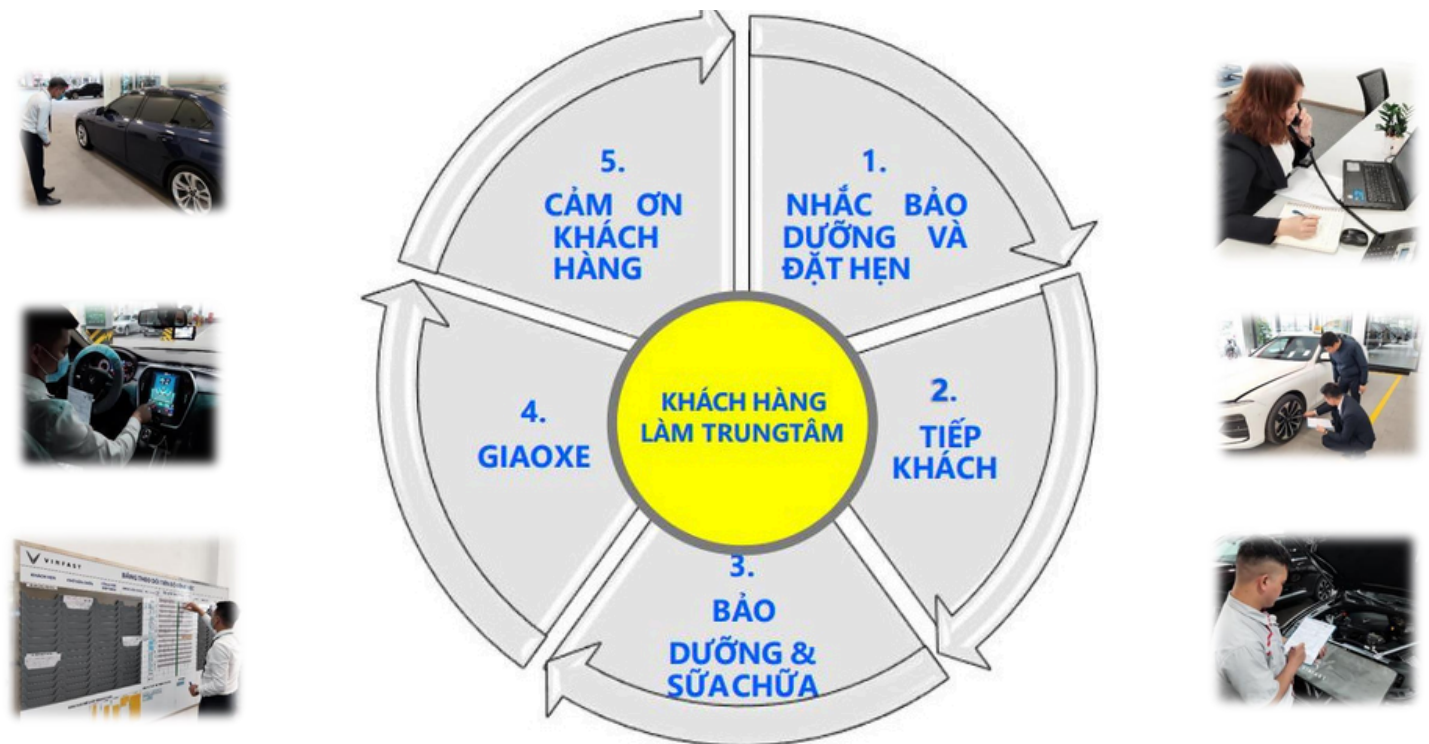 1.
NHẮC BẢO
DƯỠNG VÀ
ĐẶT HẸN
2.
TIẾP
KHÁCH
3.
BẢO
DƯỠNG &
SỮACHỮA
4.
GIAOXE
5.
CẢM ƠN
KHÁCH
HÀNG
KHÁCH HÀNG
LÀM TRUNGTÂM
VINFAST